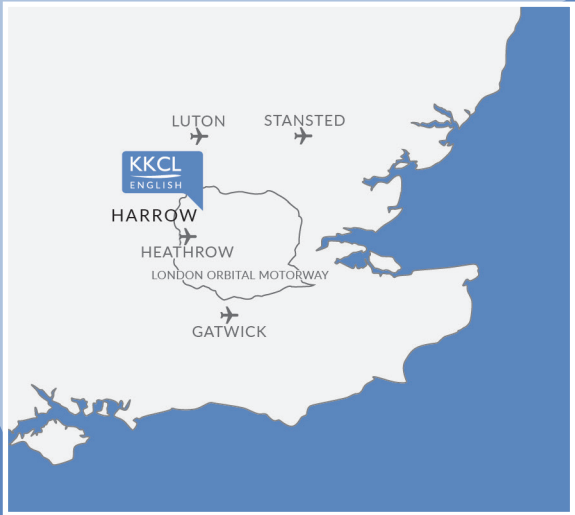 LUTON
STANSTED
KKCL
ENGLISH
HARROW
HEATHROW
LONDON ORBITAL MOTORWAY
GATWICK